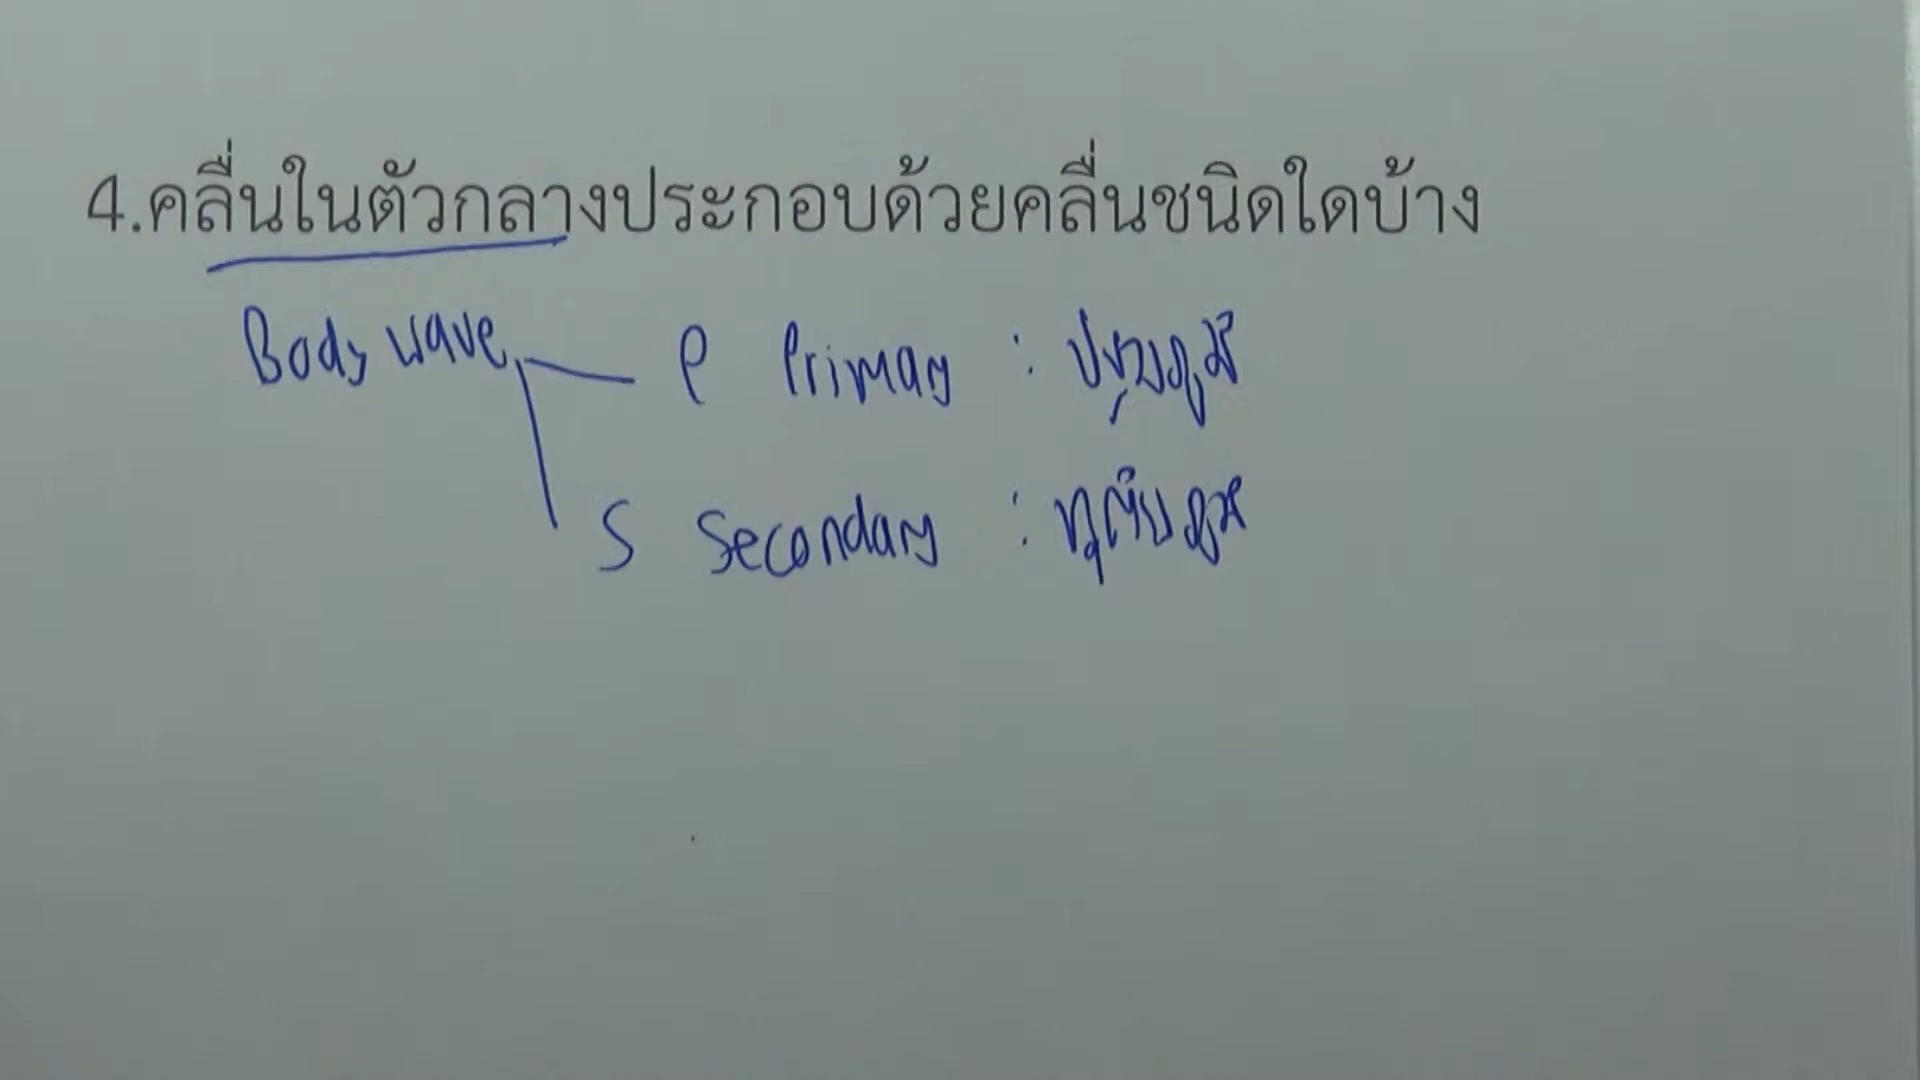 4.คลื่นในตัวกลางประกอบด้วยคลื่นชนิดใดบ้าง
Body wave P Primary : ปฐมภูมิ
S Secondary : ทุติยภูมิ